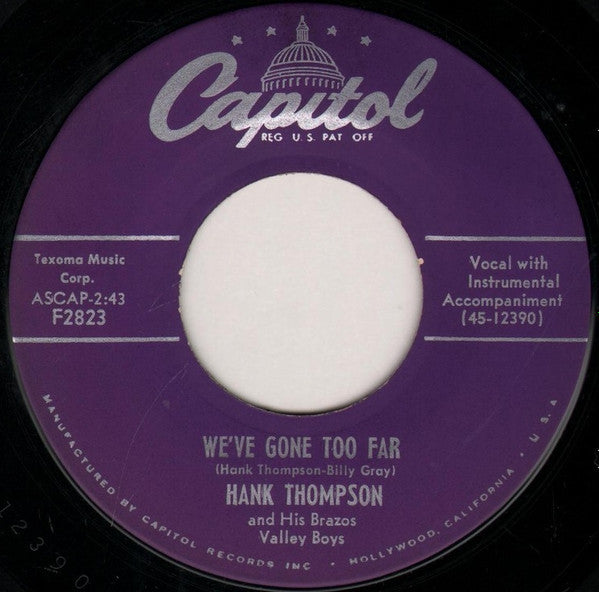 Capitol
REG U.S. PAT OFF
Texoma Music
Corp.
ASCAP-2:43
F2823
Vocal with
Instrumental
Accompaniment
(45-12390)
WE'VE GONE TOO FAR
(Hank Thompson-Billy Gray)
HANK THOMPSON
and His Brazos
Valley Boys
MANUFACTURED BY CAPITOL RECORDS INC • HOLLYWOOD, CALIFORNIA • U.S.A
12390